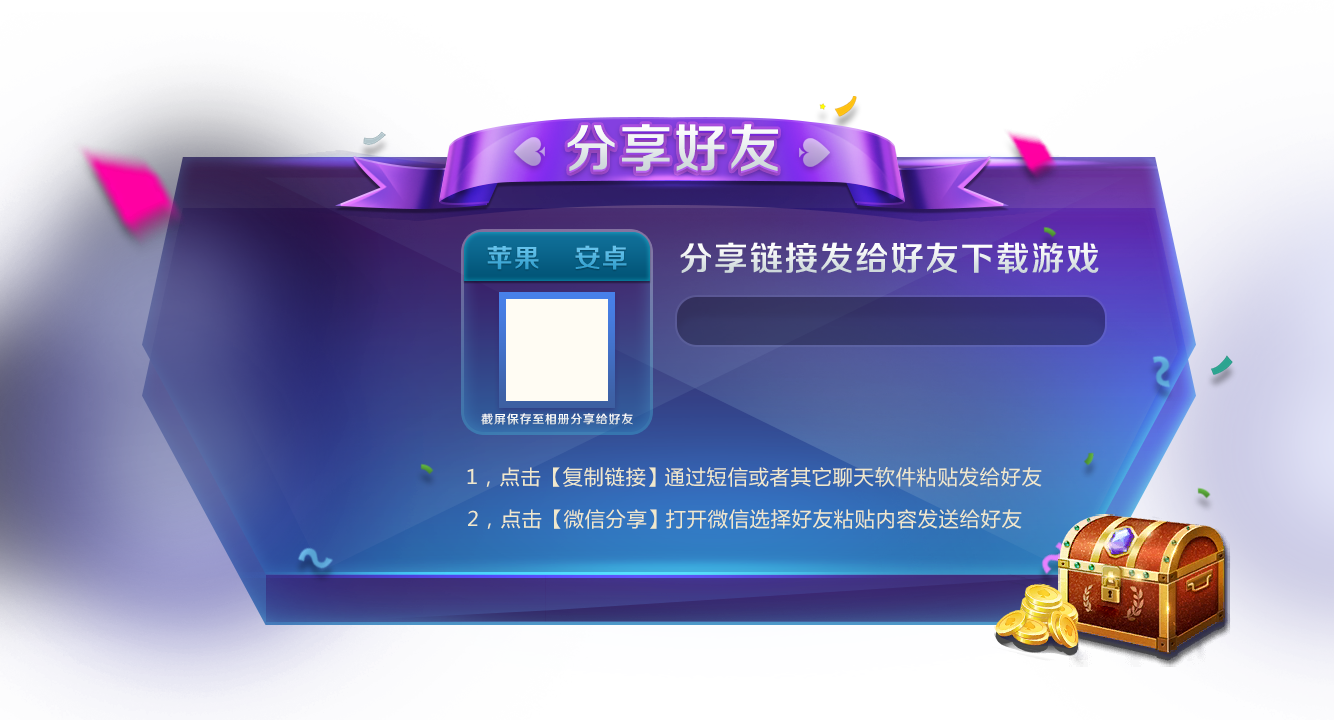 分享好友
苹果 安卓
分享链接发给好友下载游戏
截屏保存至相册分享给好友
1，点击【复制链接】通过短信或者其它聊天软件粘贴发给好友
2，点击【微信分享】打开微信选择好友粘贴内容发送给好友